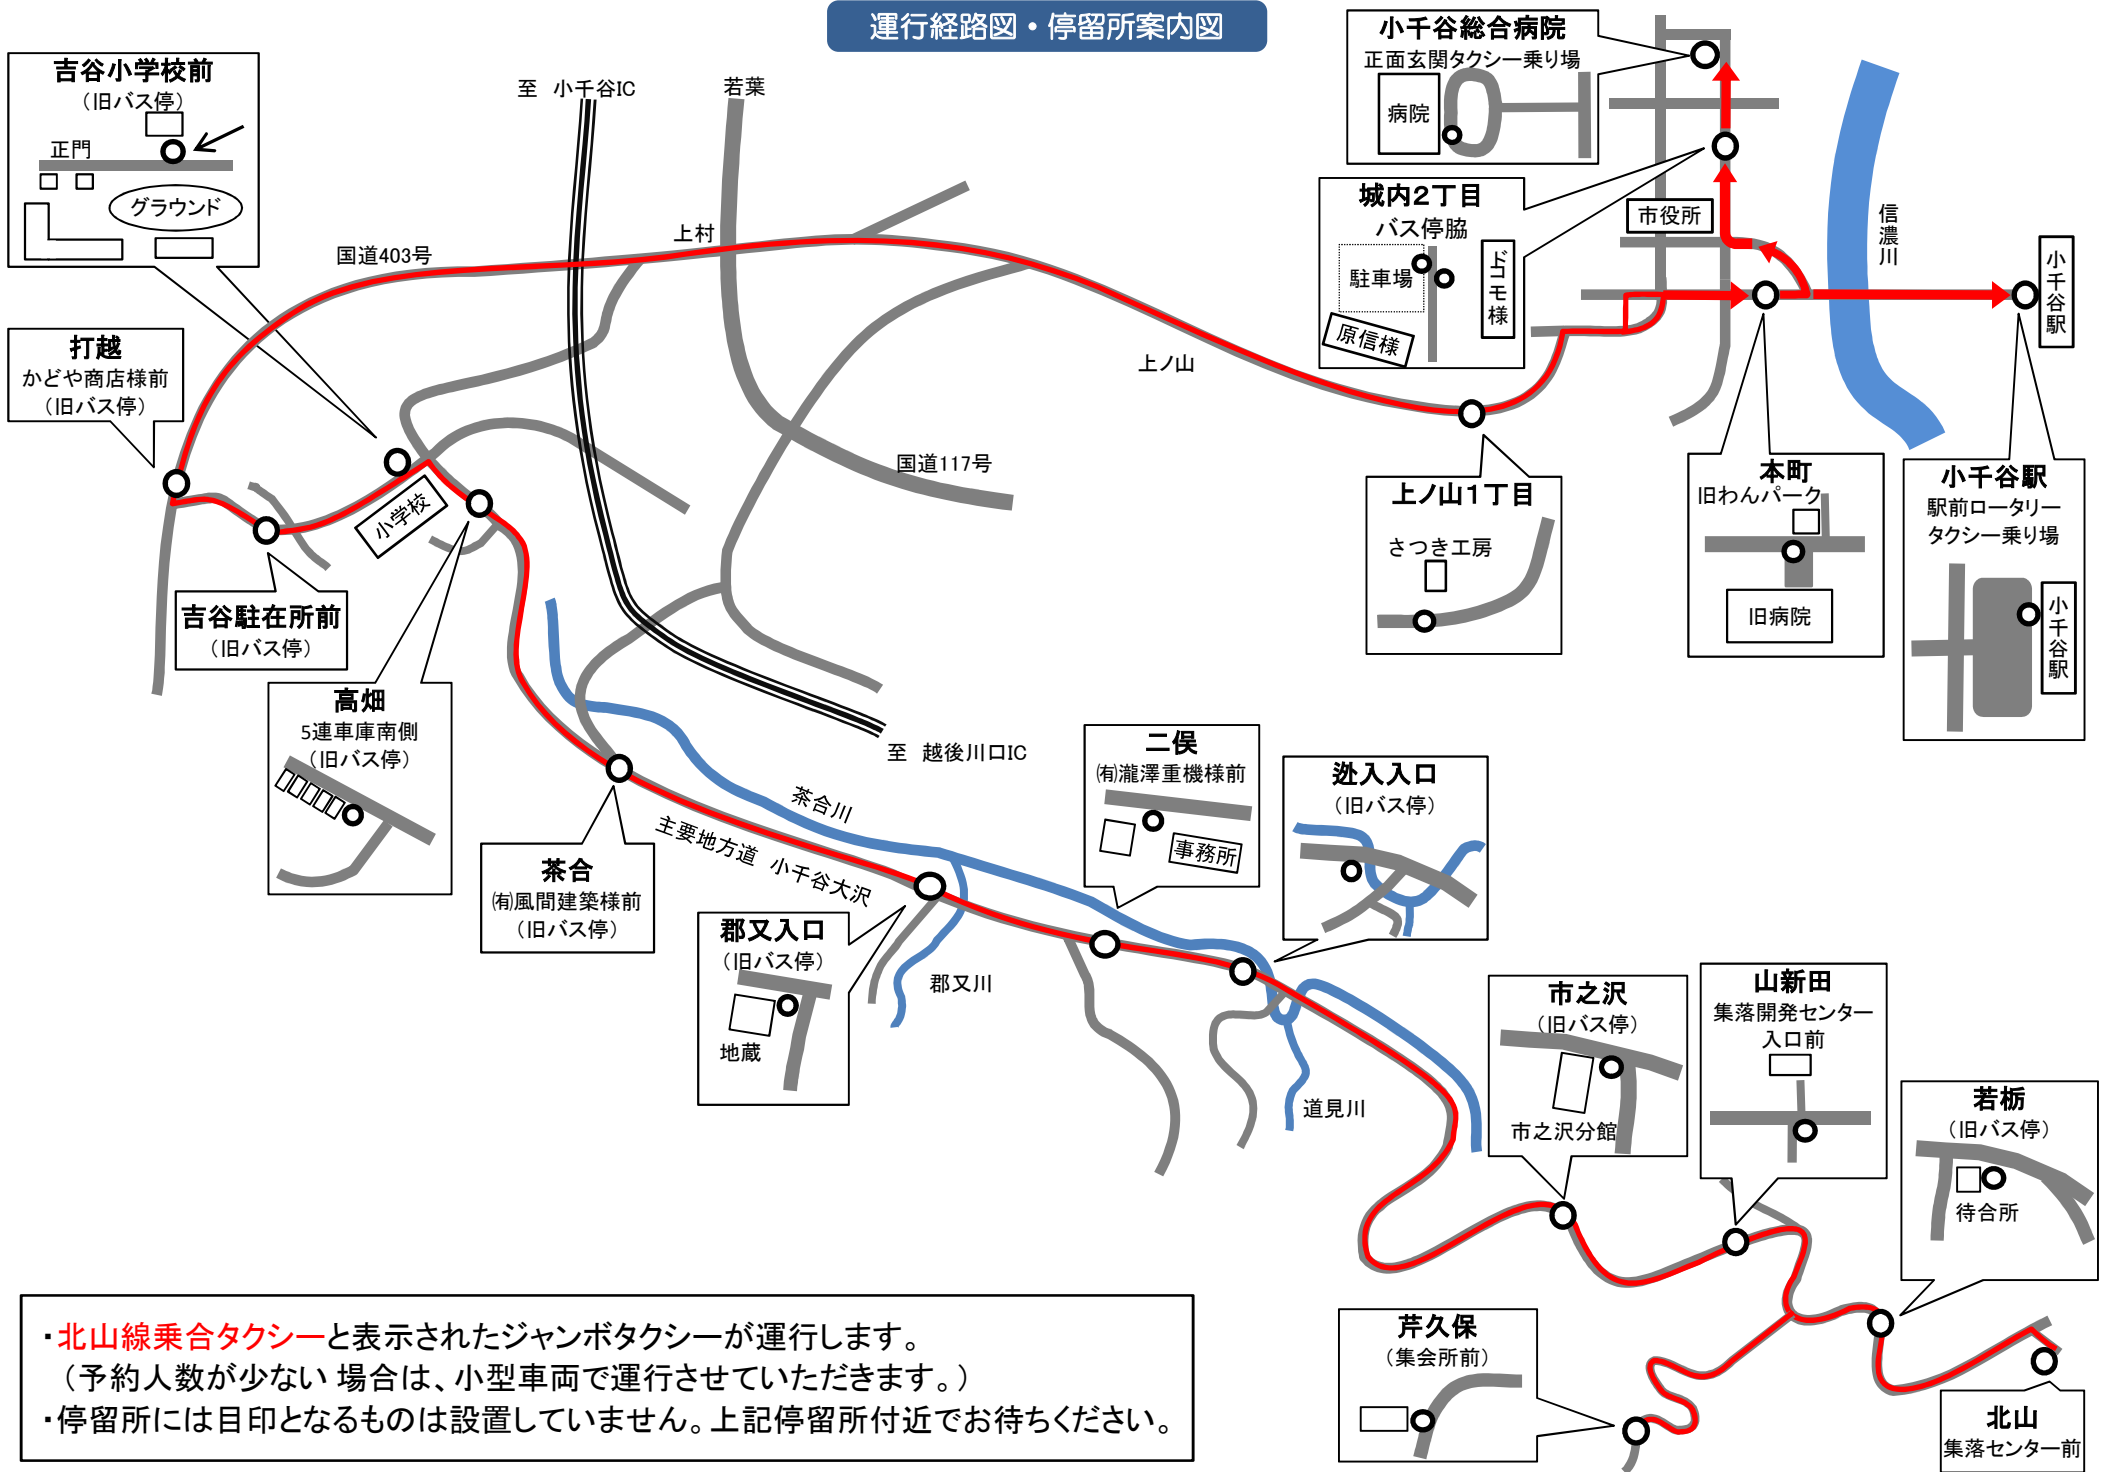 運行経路図・停留所案内図
吉谷小学校前
（旧バス停）
正門
グラウンド
至　小千谷IC
若葉
小千谷総合病院
正面玄関タクシー乗り場
病院
城内2丁目
バス停脇
駐車場
ドコモ様
原信様
市役所
信濃川
小千谷駅
国道403号
上村
上ノ山
打越
かどや商店様前
（旧バス停）
小学校
国道117号
吉谷駐在所前
（旧バス停）
高畑
5連車庫南側
（旧バス停）
上ノ山1丁目
さつき工房
本町
旧わんパーク
旧病院
小千谷駅
駅前ロータリー
タクシー乗り場
小千谷駅
至　越後川口IC
茶合川
主要地方道　小千谷大沢
茶合
㈲風間建築様前
（旧バス停）
郡又入口
（旧バス停）
地蔵
郡又川
二俣
㈲瀧澤重機様前
事務所
逧入入口
（旧バス停）
道見川
市之沢
（旧バス停）
市之沢分館
山新田
集落開発センター
入口前
若栃
（旧バス停）
待合所
芹久保
（集会所前）
北山
集落センター前
・北山線乗合タクシーと表示されたジャンボタクシーが運行します。
（予約人数が少ない 場合は、小型車両で運行させていただきます。）
・停留所には目印となるものは設置していません。上記停留所付近でお待ちください。